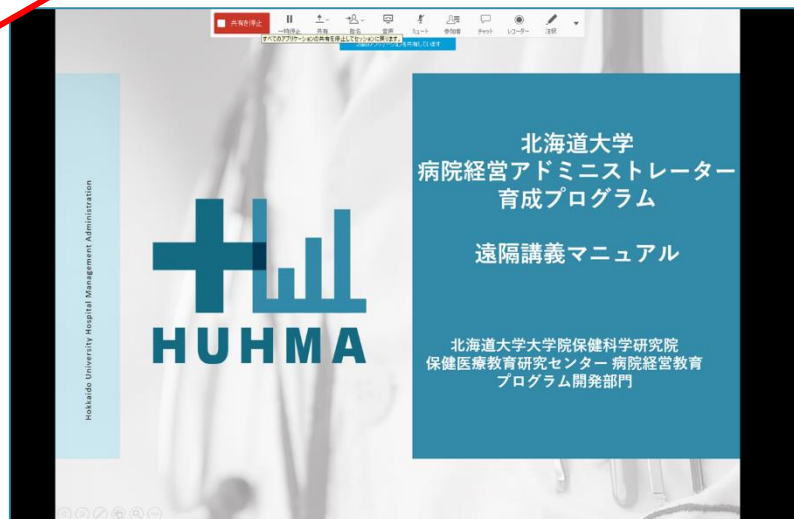 共有を停止
一時停止
共有
指名
音声
ミュート
参加者
チャット
レコーダー
注釈
すべてのアプリケーションの共有を停止してセッションに戻ります。
Hokkaido University Hospital Management Administration
HUHMA
北海道大学
病院経営アドミニストレーター
育成プログラム
遠隔講義マニュアル
北海道大学大学院保健科学研究院
保健医療教育研究センター 病院経営教育
プログラム開発部門